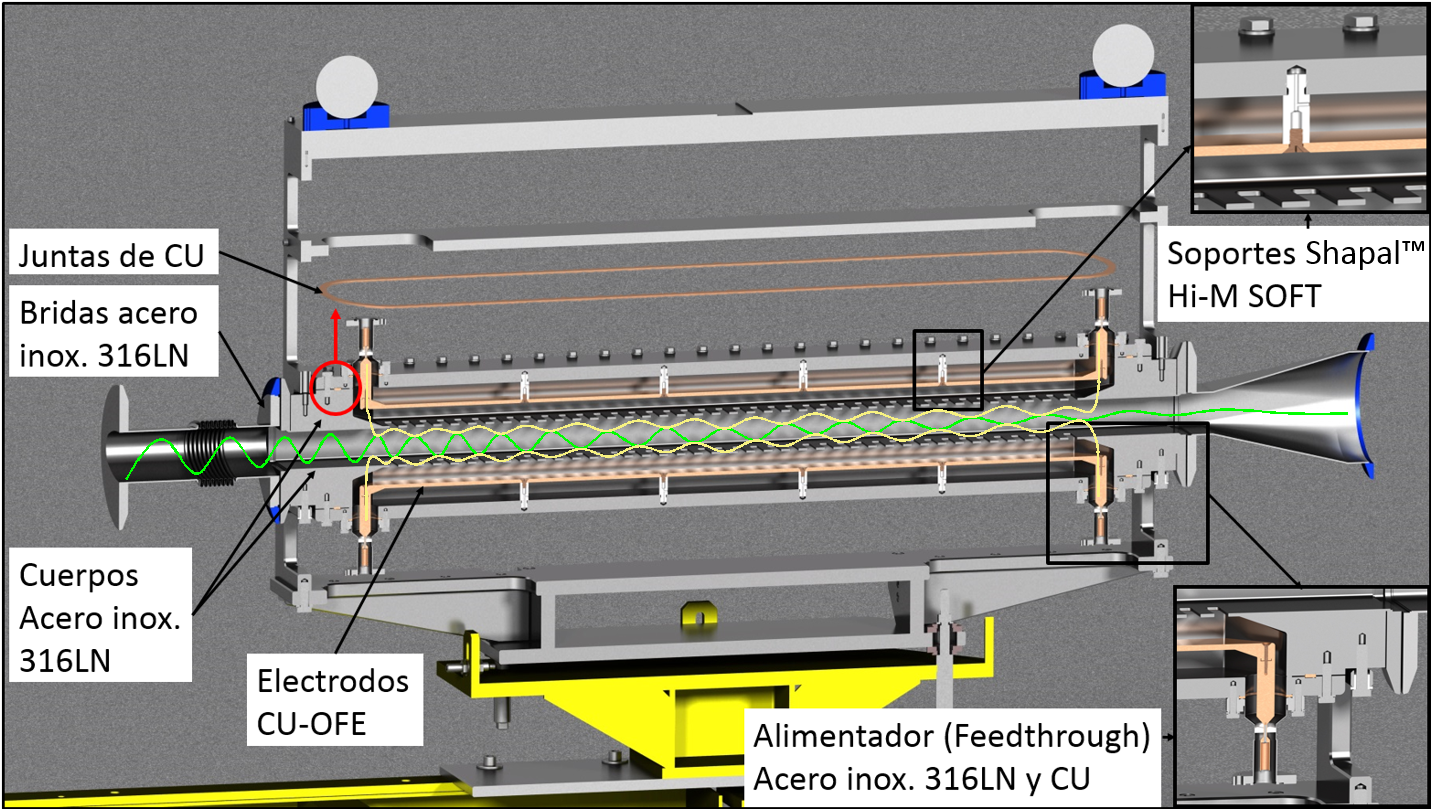 Juntas de CU
Bridas acero
inox. 316LN
Soportes Shapal™
Hi-M SOFT
Cuerpos
Acero inox.
316LN
Electrodos
CU-OFE
Alimentador (Feedthrough)
Acero inox. 316LN y CU